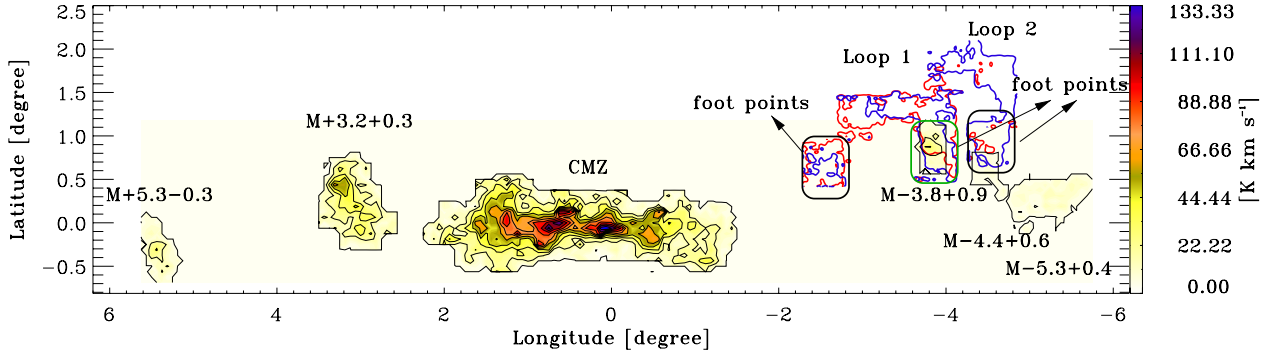 2.5
2.0
1.5
1.0
0.5
0.0
−0.5
Latitude [degree]
M+5.3−0.3
M+3.2+0.3
CMZ
foot points
Loop 1
Loop 2
foot points
M−3.8+0.9
M−4.4+0.6
M−5.3+0.4
6
4
2
0
−2
−4
−6
Longitude [degree]
133.33
111.10
88.88
66.66
44.44
22.22
0.00
[K km s⁻¹]